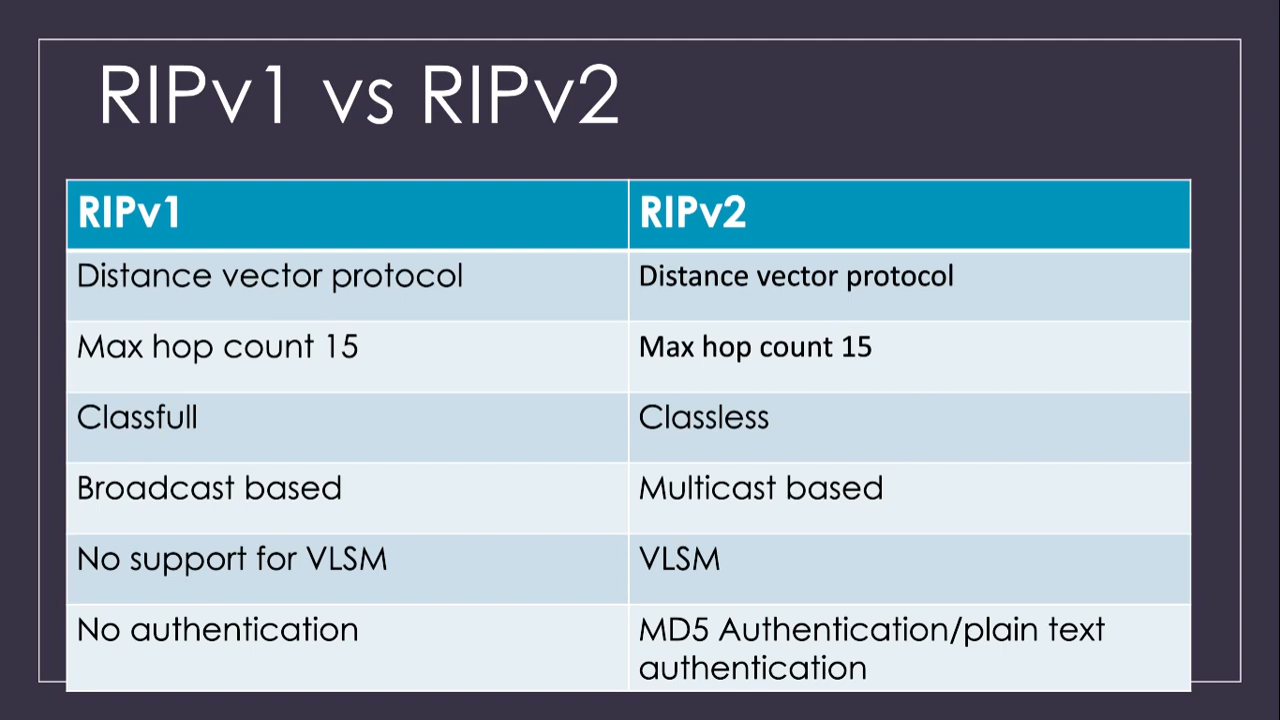 RIPv1 vs RIPv2
RIPv1 RIPv2
Distance vector protocol Distance vector protocol
Max hop count 15 Max hop count 15
Classfull Classless
Broadcast based Multicast based
No support for VLSM VLSM
No authentication MD5 Authentication/plain text
authentication